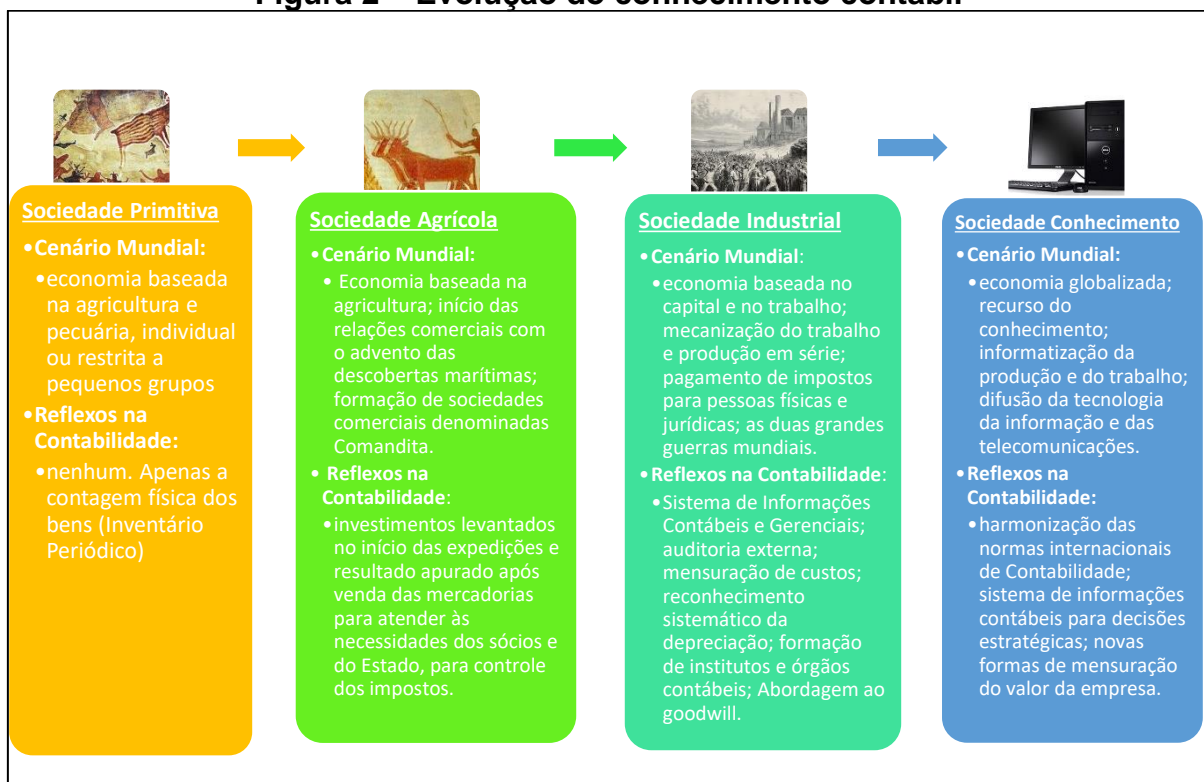 Figura 2 – Evolução do conhecimento contábil
Sociedade Primitiva
•Cenário Mundial:
•economia baseada
na agricultura e
pecuária, individual
ou restrita a
pequenos grupos
•Reflexos na
Contabilidade:
•nenhum. Apenas a
contagem física dos
bens (Inventário
Periódico)
Sociedade Agrícola
•Cenário Mundial:
• Economia baseada na
agricultura; início das
relações comerciais com
o advento das
descobertas marítimas;
formação de sociedades
comerciais denominadas
Comandita.
• Reflexos na
Contabilidade:
•investimentos levantados
no início das expedições e
resultado apurado após
venda das mercadorias
para atender às
necessidades dos sócios e
do Estado, para controle
dos impostos.
Sociedade Industrial
•Cenário Mundial:
•economia baseada no
capital e no trabalho;
mecanização do trabalho
e produção em série;
pagamento de impostos
para pessoas físicas e
jurídicas; as duas grandes
guerras mundiais.
•Reflexos na Contabilidade:
•Sistema de Informações
Contábeis e Gerenciais;
auditoria externa;
mensuração de custos;
reconhecimento
sistemático da
depreciação; formação
de institutos e órgãos
contábeis; Abordagem ao
goodwill.
Sociedade Conhecimento
•Cenário Mundial:
•economia globalizada;
recurso do
conhecimento;
informatização da
produção e do trabalho;
difusão da tecnologia
da informação e das
telecomunicações.
•Reflexos na
Contabilidade:
•harmonização das
normas internacionais
de Contabilidade;
sistema de informações
contábeis para decisões
estratégicas; novas
formas de mensuração
do valor da empresa.